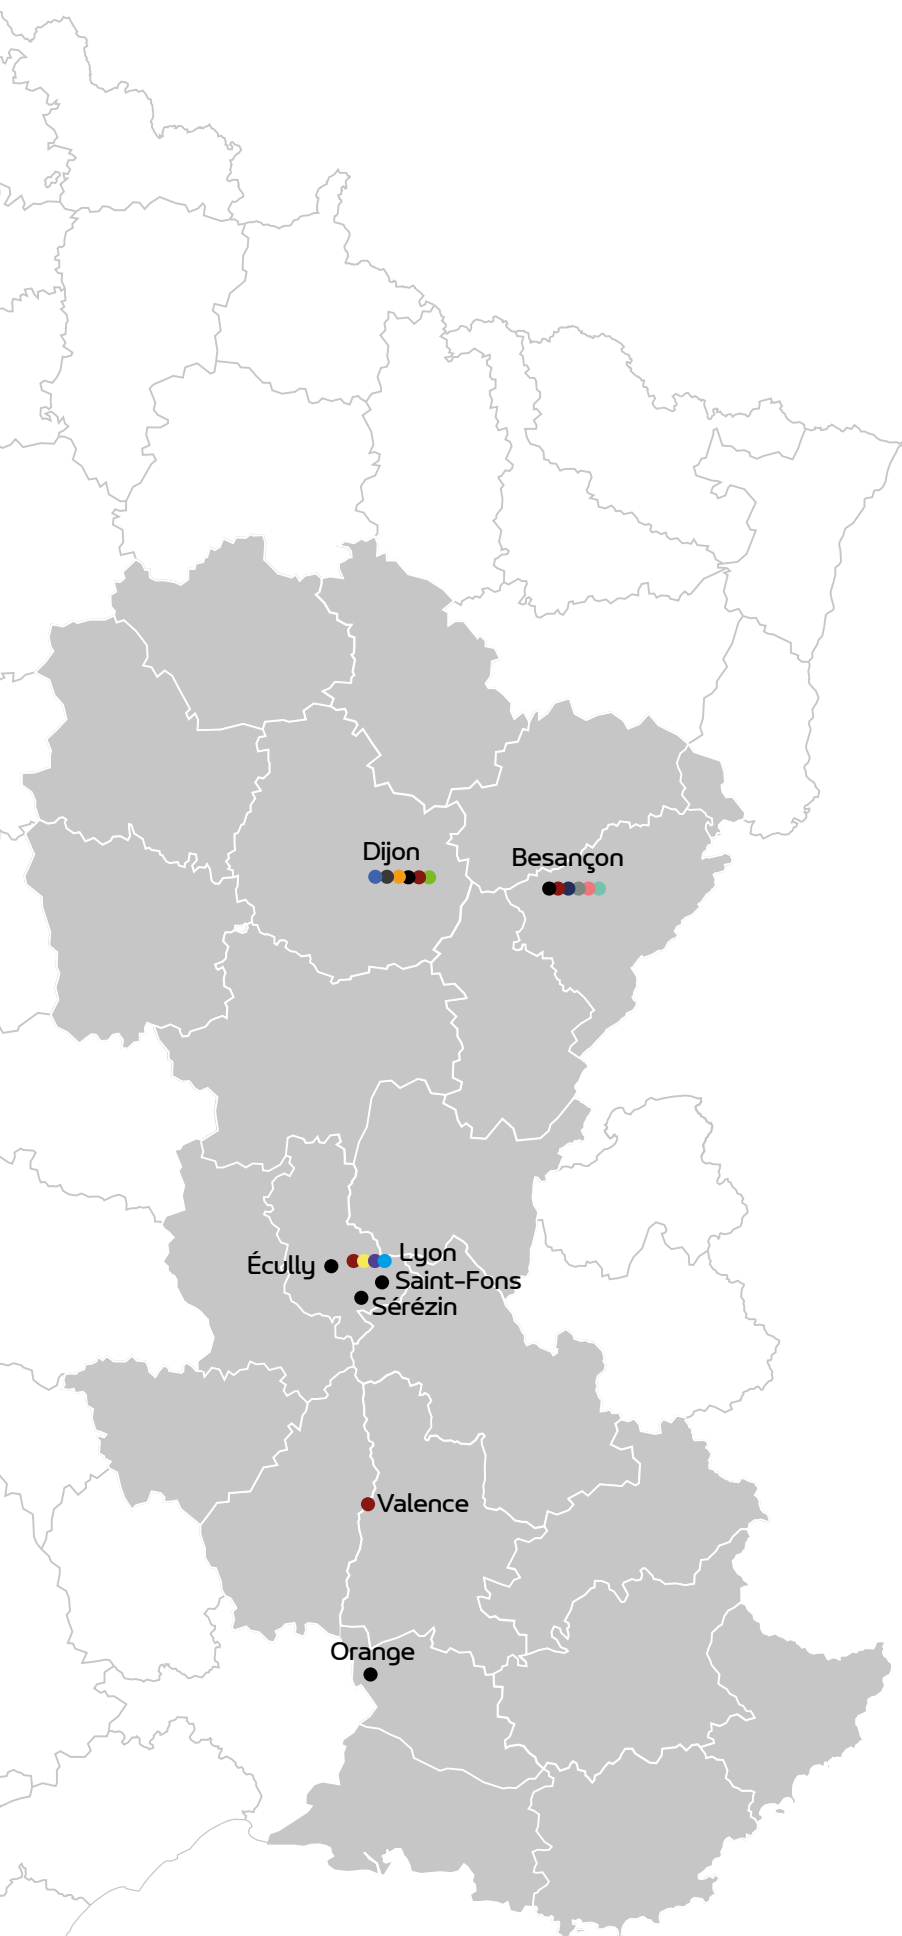 Dijon
Besançon
Lyon
Écully
Saint-Fons
Sérézin
Valence
Orange